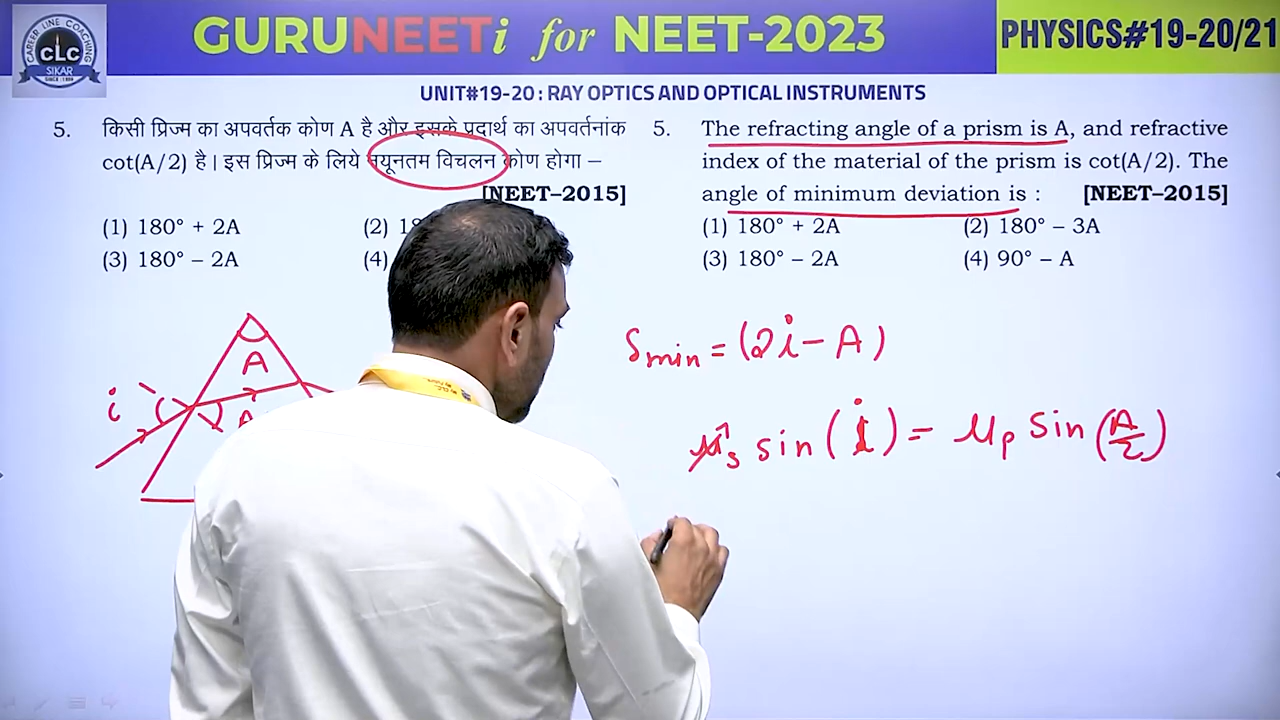 CAREER LINE COACHING
CLC
SIKAR
SINCE : 1996
GURUNEETi for NEET-2023
PHYSICS#19-20/21
UNIT#19-20 : RAY OPTICS AND OPTICAL INSTRUMENTS
5. किसी प्रिज्म का अपवर्तक कोण A है और इसके पदार्थ का अपवर्तनांक
cot(A/2) है। इस प्रिज्म के लिये न्यूनतम विचलन कोण होगा –
[NEET–2015]
(1) 180° + 2A (2) 18
(3) 180° – 2A (4)
5. The refracting angle of a prism is A, and refractive
index of the material of the prism is cot(A/2). The
angle of minimum deviation is : [NEET–2015]
(1) 180° + 2A (2) 180° – 3A
(3) 180° – 2A (4) 90° – A
A
i
A
δmin = (2i – A)
μs 1 sin (i) = μp sin (A/2)